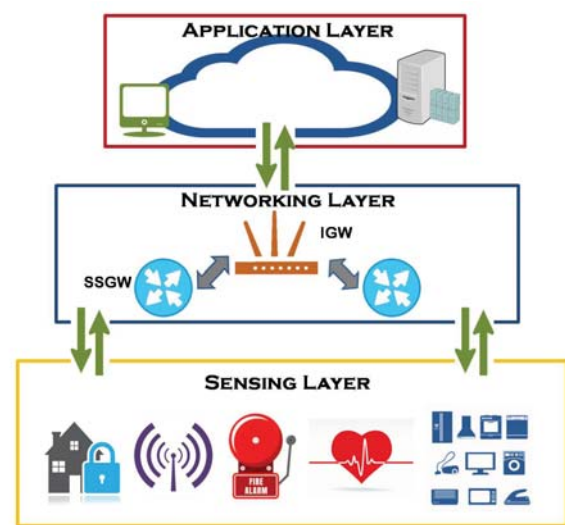 APPLICATION LAYER
NETWORKING LAYER
IGW
SSGW
SENSING LAYER
FIRE
ALARM